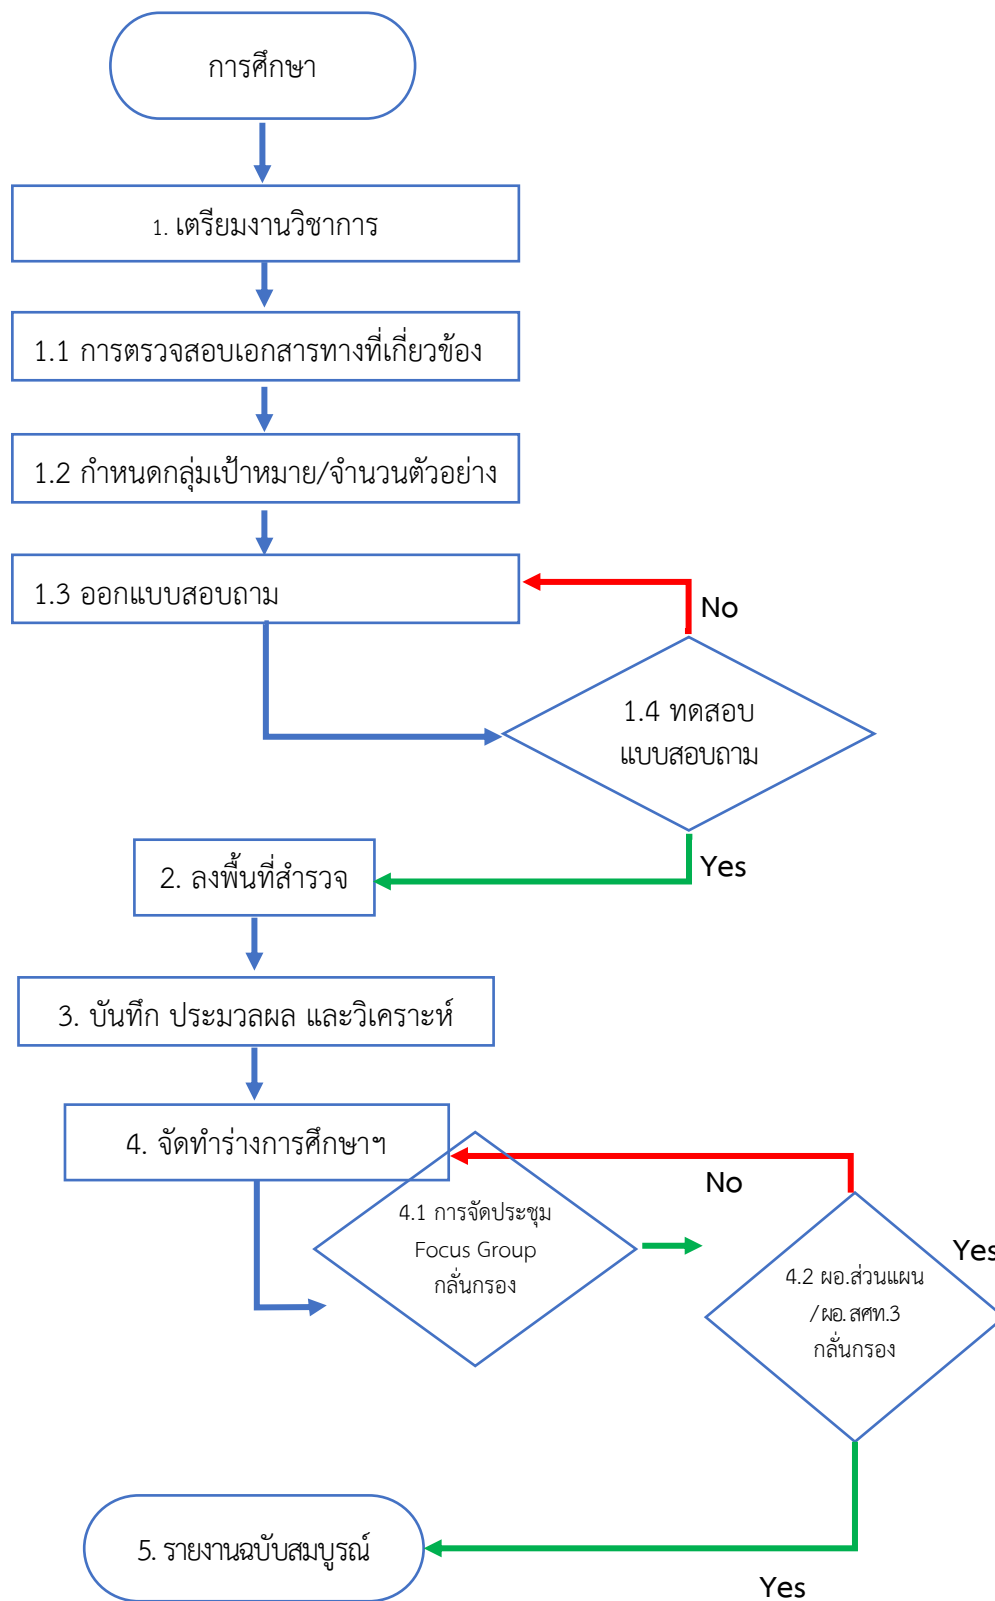 การศึกษา
1. เตรียมงานวิชาการ
1.1 การตรวจสอบเอกสารทางที่เกี่ยวข้อง
1.2 กำหนดกลุ่มเป้าหมาย/จำนวนตัวอย่าง
1.3 ออกแบบสอบถาม
No
1.4 ทดสอบ
แบบสอบถาม
Yes
2. ลงพื้นที่สำรวจ
3. บันทึก ประมวลผล และวิเคราะห์
4. จัดทำร่างการศึกษาฯ
No
4.1 การจัดประชุม
Focus Group
กลั่นกรอง
Yes
4.2 ผอ.ส่วนแผน
/ผอ.สศท.3
กลั่นกรอง
5. รายงานฉบับสมบูรณ์
Yes